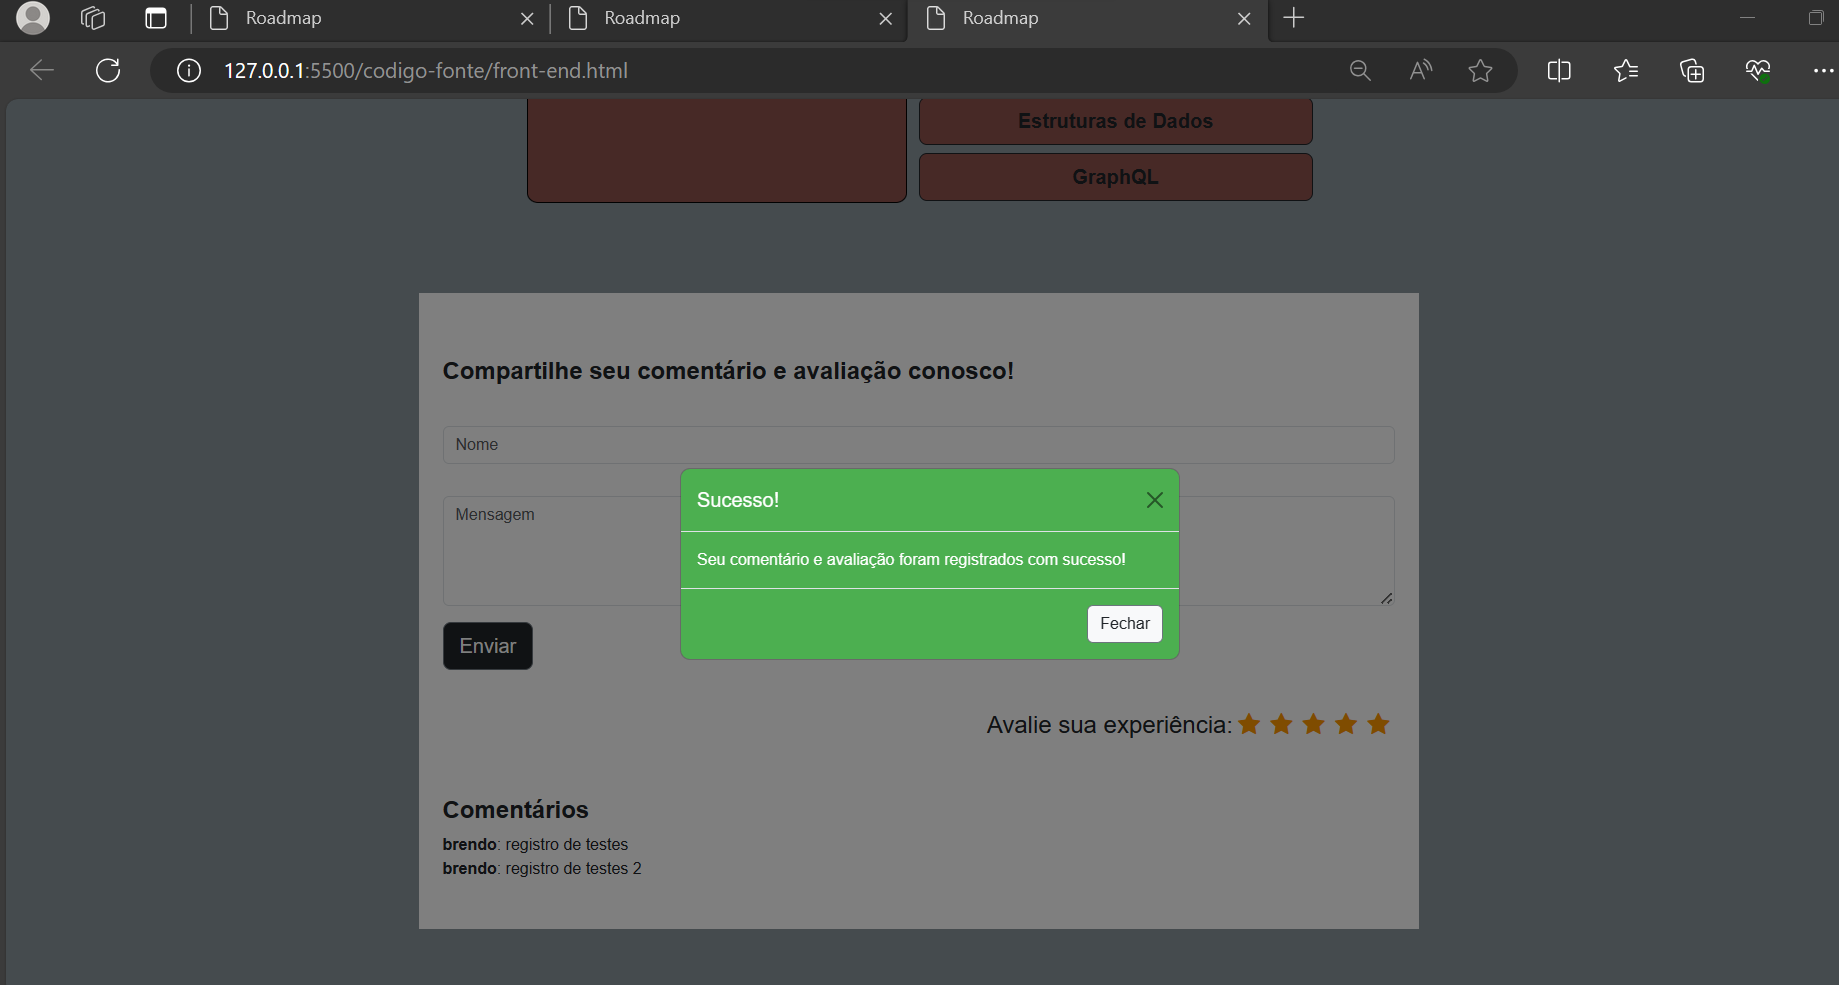 Roadmap
Roadmap
Roadmap
127.0.0.1:5500/codigo-fonte/front-end.html
Estruturas de Dados
GraphQL
Compartilhe seu comentário e avaliação conosco!
Nome
Sucesso!
Mensagem
Seu comentário e avaliação foram registrados com sucesso!
Fechar
Enviar
Avalie sua experiência:
Comentários
brendo: registro de testes
brendo: registro de testes 2